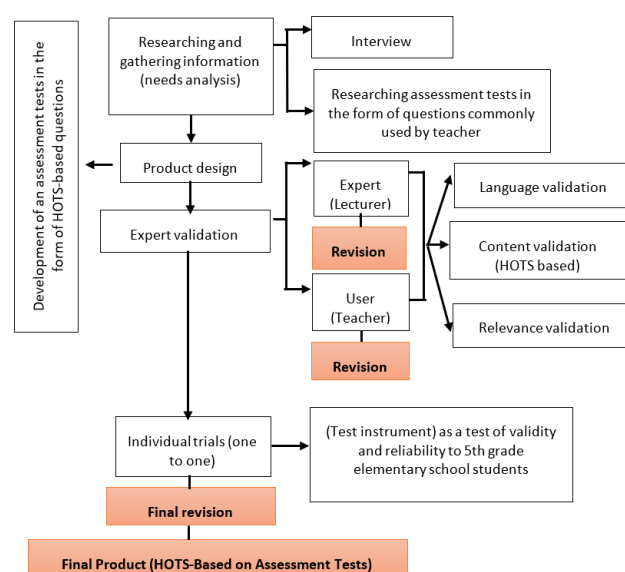 Development of an assessment tests in the
form of HOTS-based questions
Researching and
gathering information
(needs analysis)
Interview
Researching assessment tests in
the form of questions commonly
used by teacher
Product design
Expert validation
Expert
(Lecturer)
Revision
User
(Teacher)
Revision
Language validation
Content validation
(HOTS based)
Relevance validation
Individual trials (one
to one)
(Test instrument) as a test of validity
and reliability to 5th grade
elementary school students
Final revision
Final Product (HOTS-Based on Assessment Tests)